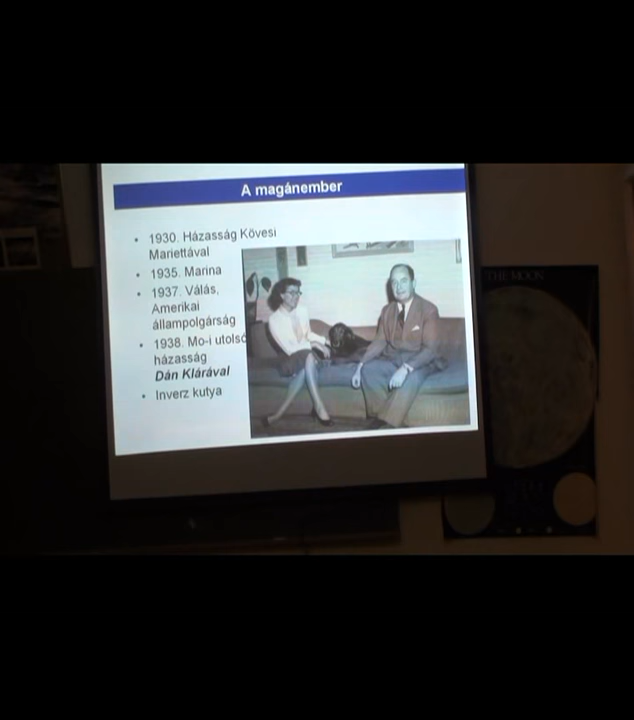 A magánember
• 1930. Házasság Kövesi
Mariettával
• 1935. Marina
• 1937. Válás,
Amerikai
állampolgárság
• 1938. Mo-i utolsó
házasság
Dán Klárával
• Inverz kutya
THE MOON